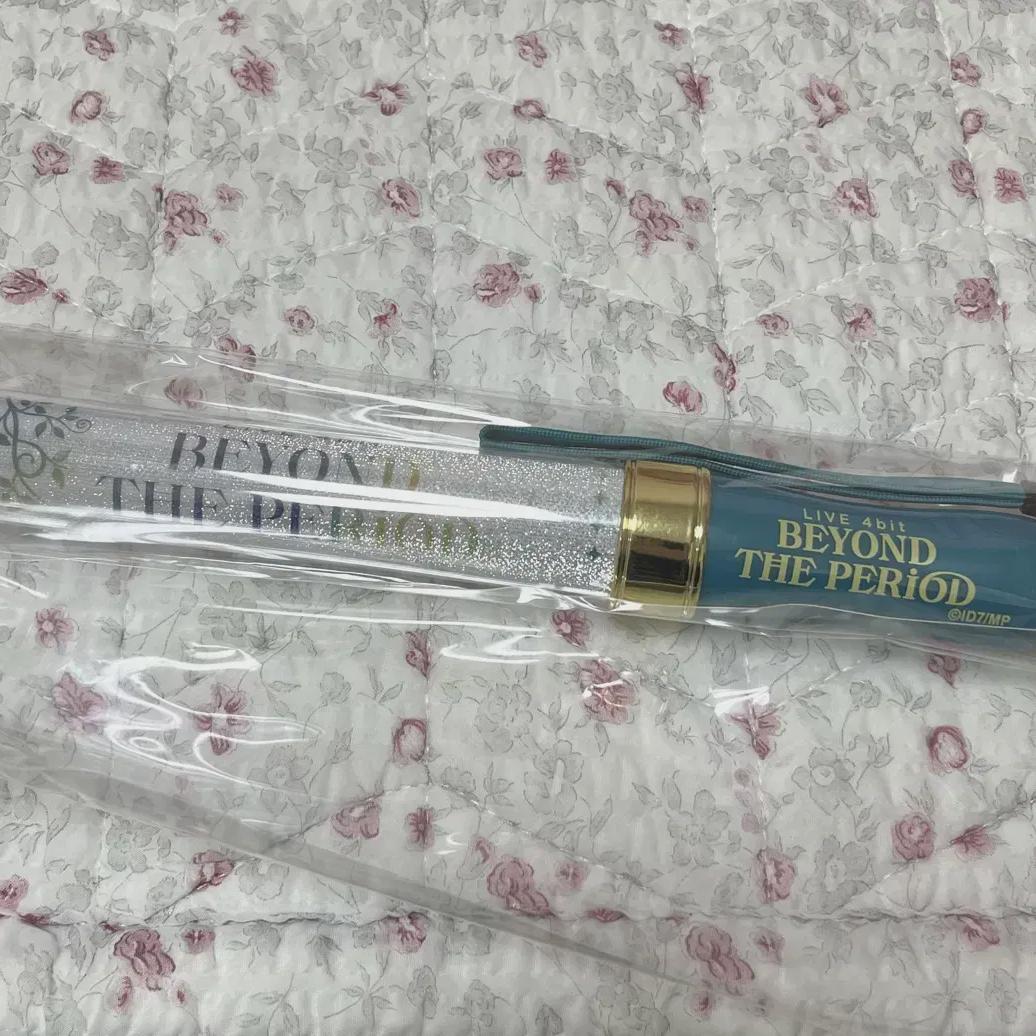 BEYOND
THE PERIOD
LIVE 4bit
BEYOND
THE PERiOD
©ID7/MP